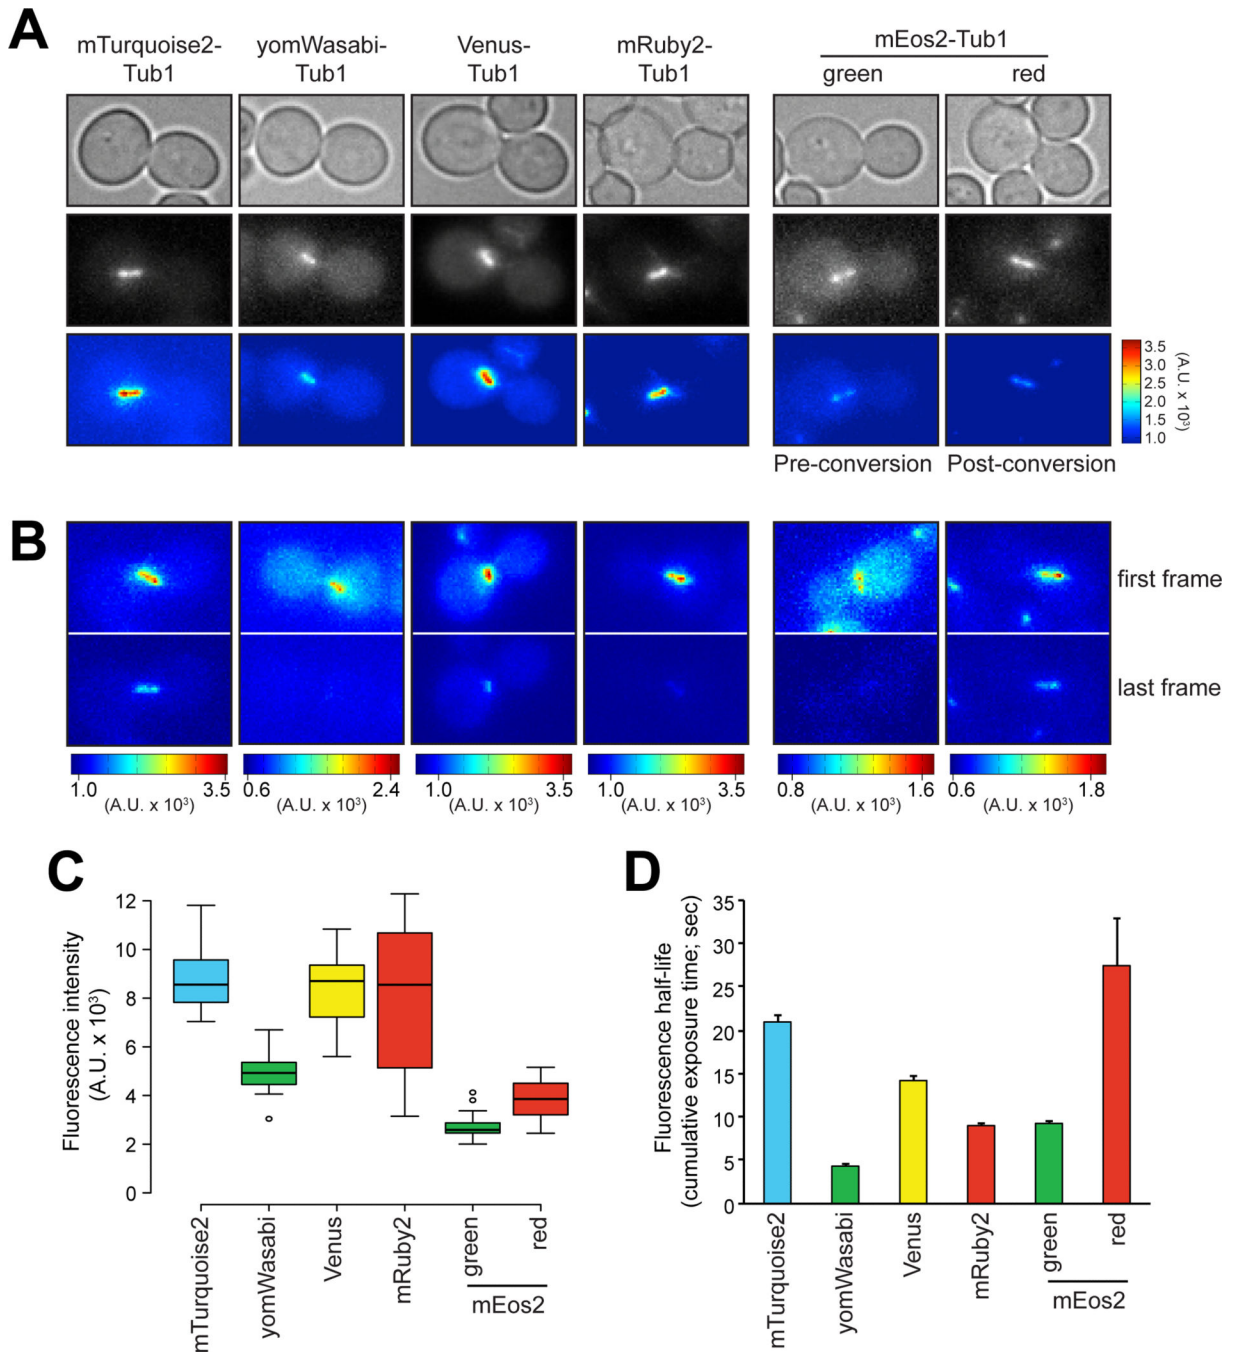 A
mTurquoise2-
Tub1
yomWasabi-
Tub1
Venus-
Tub1
mRuby2-
Tub1
mEos2-Tub1
green
red
3.5
3.0
2.5
2.0
1.5
1.0
(A.U. x 10³)
Pre-conversion
Post-conversion
B
first frame
last frame
1.0 3.5
(A.U. x 10³)
0.6 2.4
(A.U. x 10³)
1.0 3.5
(A.U. x 10³)
1.0 3.5
(A.U. x 10³)
0.8 1.6
(A.U. x 10³)
0.6 1.8
(A.U. x 10³)
C
Fluorescence intensity
(A.U. x 10³)
12
10
8
6
4
2
0
mTurquoise2
yomWasabi
Venus
mRuby2
green
red
mEos2
D
Fluorescence half-life
(cumulative exposure time; sec)
35
30
25
20
15
10
5
0
mTurquoise2
yomWasabi
Venus
mRuby2
green
red
mEos2